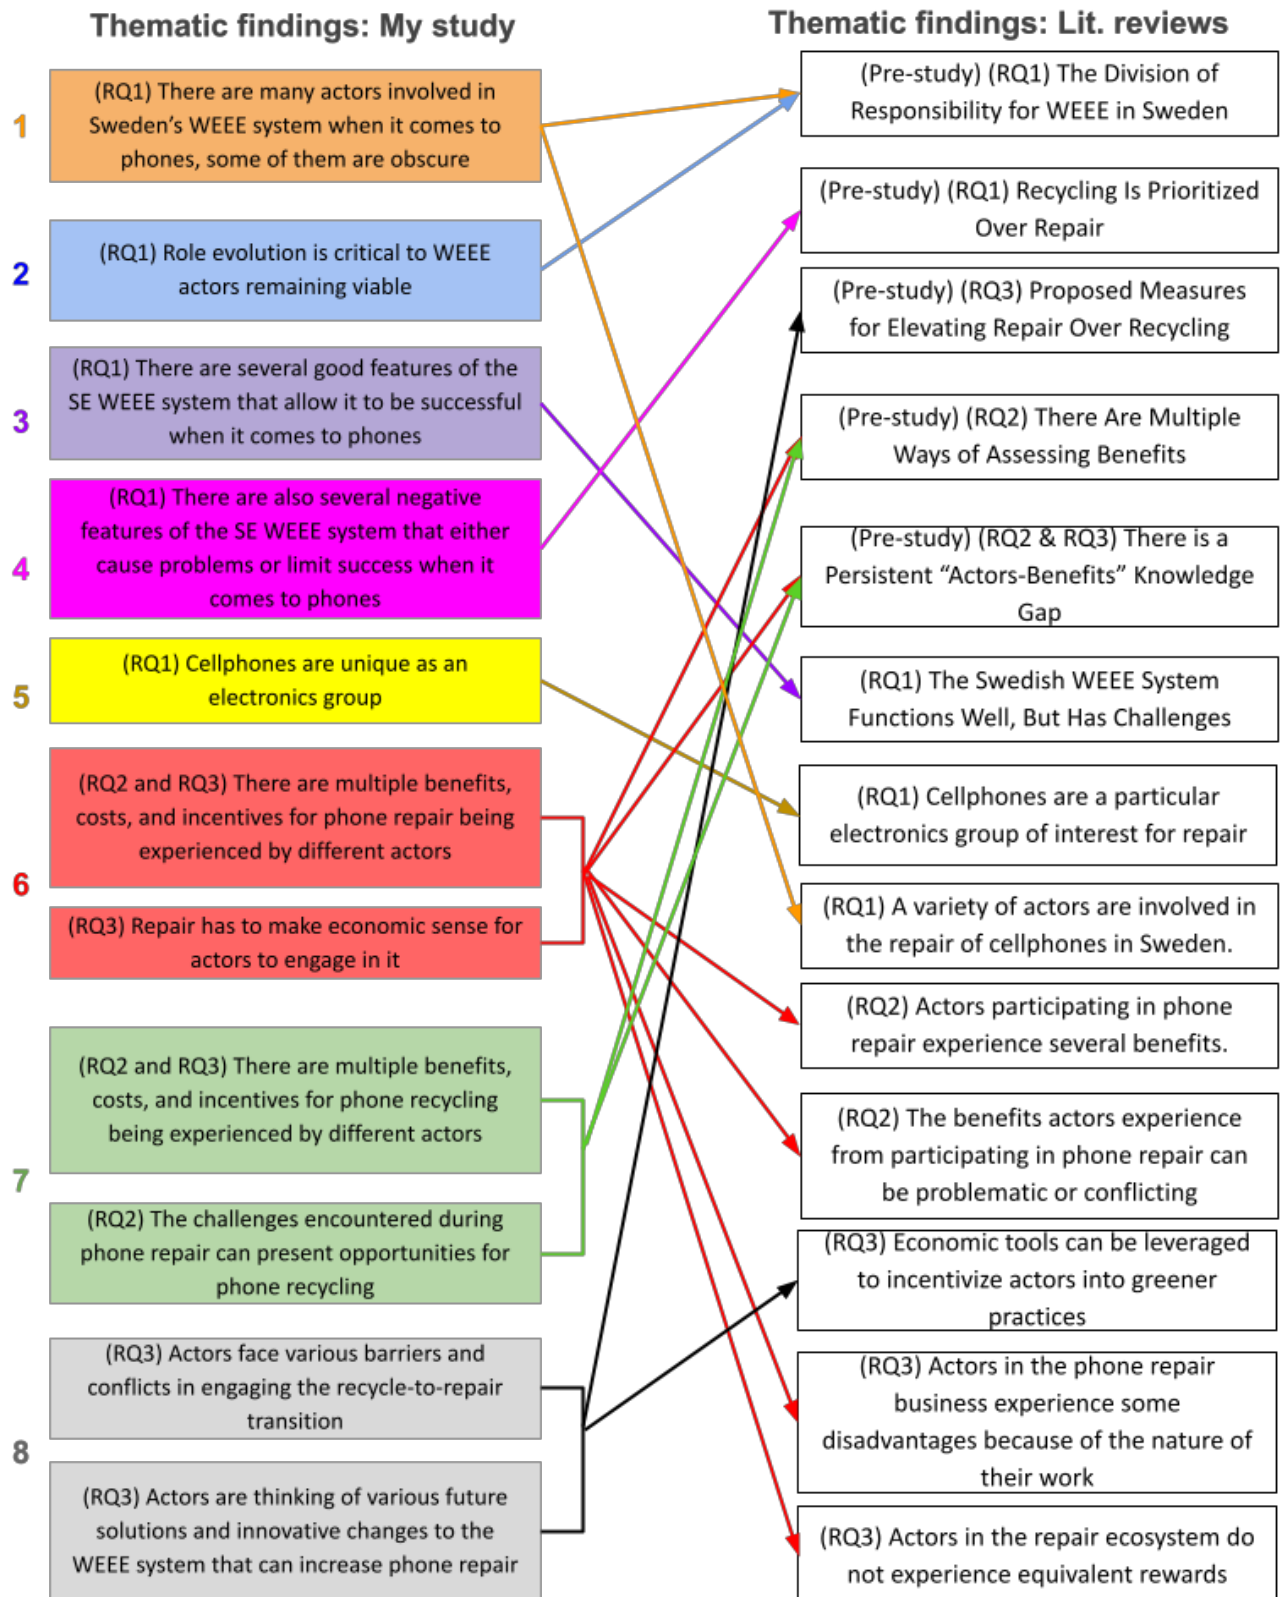 Thematic findings: My study
1
(RQ1) There are many actors involved in
Sweden's WEEE system when it comes to
phones, some of them are obscure
2
(RQ1) Role evolution is critical to WEEE
actors remaining viable
3
(RQ1) There are several good features of the
SE WEEE system that allow it to be successful
when it comes to phones
4
(RQ1) There are also several negative
features of the SE WEEE system that either
cause problems or limit success when it
comes to phones
5
(RQ1) Cellphones are unique as an
electronics group
6
(RQ2 and RQ3) There are multiple benefits,
costs, and incentives for phone repair being
experienced by different actors
(RQ3) Repair has to make economic sense for
actors to engage in it
7
(RQ2 and RQ3) There are multiple benefits,
costs, and incentives for phone recycling
being experienced by different actors
(RQ2) The challenges encountered during
phone repair can present opportunities for
phone recycling
8
(RQ3) Actors face various barriers and
conflicts in engaging the recycle-to-repair
transition
(RQ3) Actors are thinking of various future
solutions and innovative changes to the
WEEE system that can increase phone repair
Thematic findings: Lit. reviews
(Pre-study) (RQ1) The Division of
Responsibility for WEEE in Sweden
(Pre-study) (RQ1) Recycling Is Prioritized
Over Repair
(Pre-study) (RQ3) Proposed Measures
for Elevating Repair Over Recycling
(Pre-study) (RQ2) There Are Multiple
Ways of Assessing Benefits
(Pre-study) (RQ2 & RQ3) There is a
Persistent “Actors-Benefits” Knowledge
Gap
(RQ1) The Swedish WEEE System
Functions Well, But Has Challenges
(RQ1) Cellphones are a particular
electronics group of interest for repair
(RQ1) A variety of actors are involved in
the repair of cellphones in Sweden.
(RQ2) Actors participating in phone
repair experience several benefits.
(RQ2) The benefits actors experience
from participating in phone repair can
be problematic or conflicting
(RQ3) Economic tools can be leveraged
to incentivize actors into greener
practices
(RQ3) Actors in the phone repair
business experience some
disadvantages because of the nature of
their work
(RQ3) Actors in the repair ecosystem do
not experience equivalent rewards